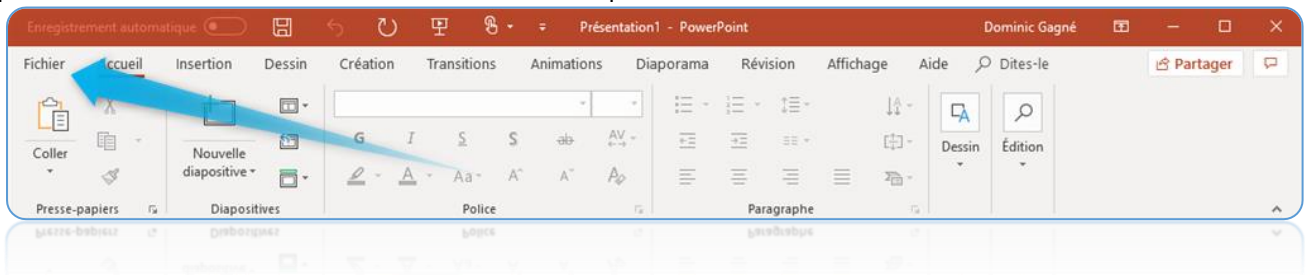 Enregistrement automatique Présentation1 - PowerPoint Dominic Gagné
Fichier Accueil Insertion Dessin Création Transitions Animations Diaporama Révision Affichage Aide Dites-le Partager
G I S S ab AV
Coller Nouvelle diapositive Dessin Édition
A Aa A A A
Presse-papiers Diapositives Police Paragraphe